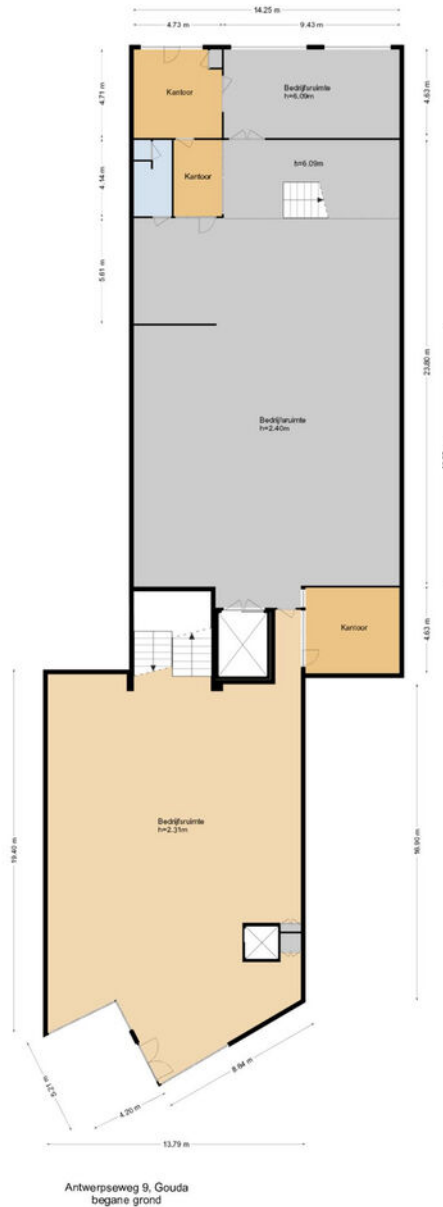 14.25 m
4.73 m
9.43 m
4.71 m
Kantoor
Bedrijfsruimte
h=6.09m
4.63 m
4.14 m
Kantoor
h=6.09m
5.61 m
23.80 m
Bedrijfsruimte
h=2.40m
Kantoor
4.63 m
19.40 m
Bedrijfsruimte
h=2.31m
16.90 m
5.21 m
4.20 m
8.84 m
13.79 m
Antwerpseweg 9, Gouda
begane grond